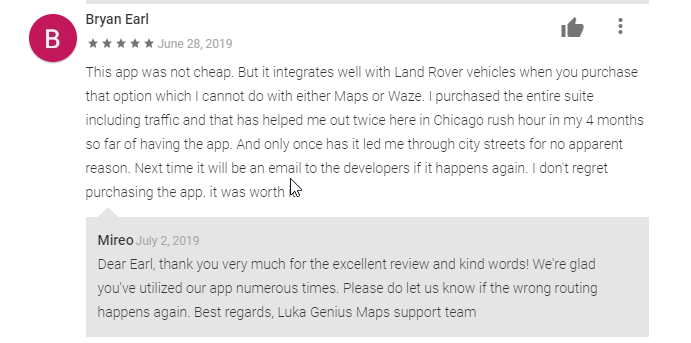 B
Bryan Earl
★★★★★ June 28, 2019
This app was not cheap. But it integrates well with Land Rover vehicles when you purchase
that option which I cannot do with either Maps or Waze. I purchased the entire suite
including traffic and that has helped me out twice here in Chicago rush hour in my 4 months
so far of having the app. And only once has it led me through city streets for no apparent
reason. Next time it will be an email to the developers if it happens again. I don't regret
purchasing the app. it was worth
Mireo July 2, 2019
Dear Earl, thank you very much for the excellent review and kind words! We're glad
you've utilized our app numerous times. Please do let us know if the wrong routing
happens again. Best regards, Luka Genius Maps support team